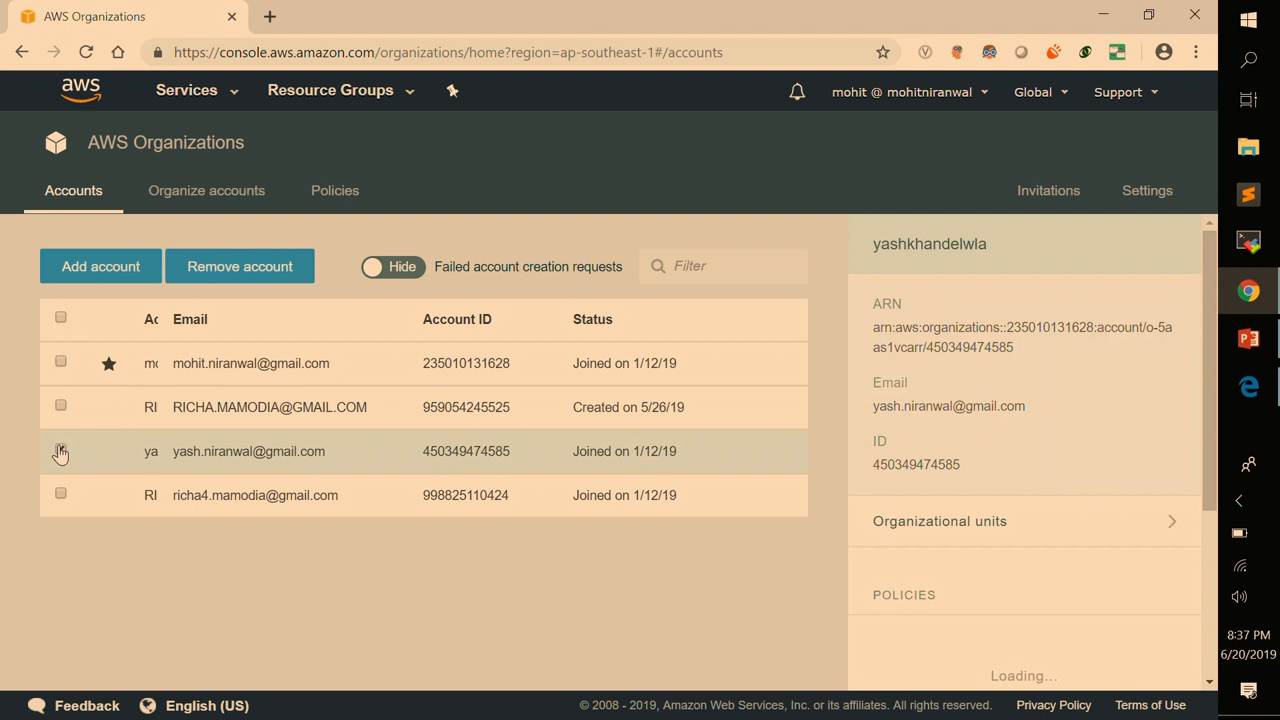 AWS Organizations
https://console.aws.amazon.com/organizations/home?region=ap-southeast-1#/accounts
aws
Services
Resource Groups
mohit @ mohitniranwal
Global
Support
AWS Organizations
Accounts
Organize accounts
Policies
Invitations
Settings
Add account
Remove account
Hide
Failed account creation requests
Filter
Ac Email Account ID Status
mo mohit.niranwal@gmail.com 235010131628 Joined on 1/12/19
RI RICHA.MAMODIA@GMAIL.COM 959054245525 Created on 5/26/19
ya yash.niranwal@gmail.com 450349474585 Joined on 1/12/19
RI richa4.mamodia@gmail.com 998825110424 Joined on 1/12/19
yashkhandelwla
ARN
arn:aws:organizations::235010131628:account/o-5a
as1vcarr/450349474585
Email
yash.niranwal@gmail.com
ID
450349474585
Organizational units
POLICIES
Loading...
Feedback
English (US)
© 2008 - 2019, Amazon Web Services, Inc. or its affiliates. All rights reserved.
Privacy Policy
Terms of Use
8:37 PM
6/20/2019